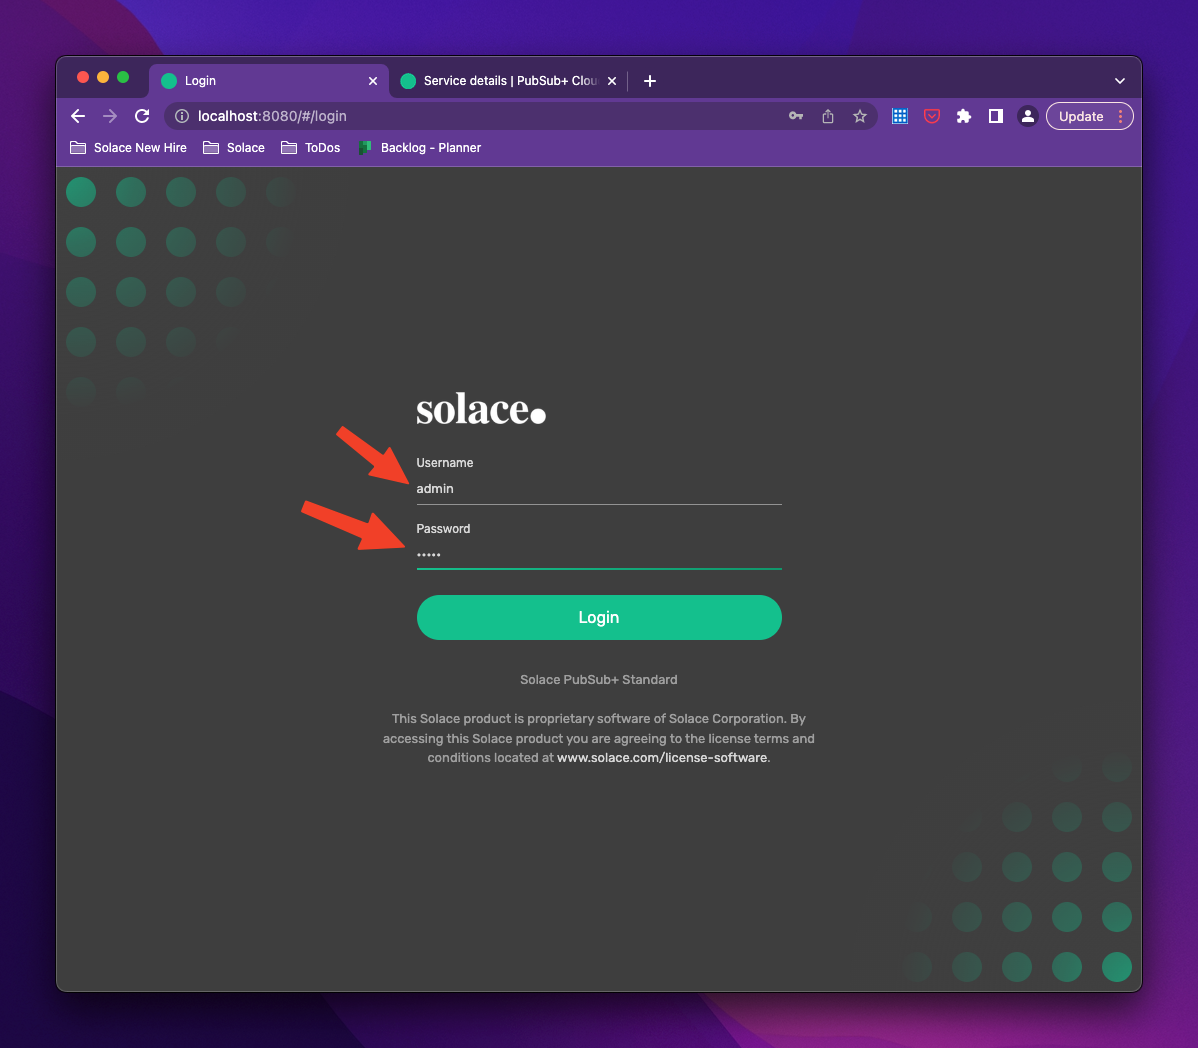 Login
Service details | PubSub+ Clou
localhost:8080/#/login
Update
Solace New Hire
Solace
ToDos
Backlog - Planner
solace.
Username
admin
Password
•••••
Login
Solace PubSub+ Standard
This Solace product is proprietary software of Solace Corporation. By
accessing this Solace product you are agreeing to the license terms and
conditions located at www.solace.com/license-software.